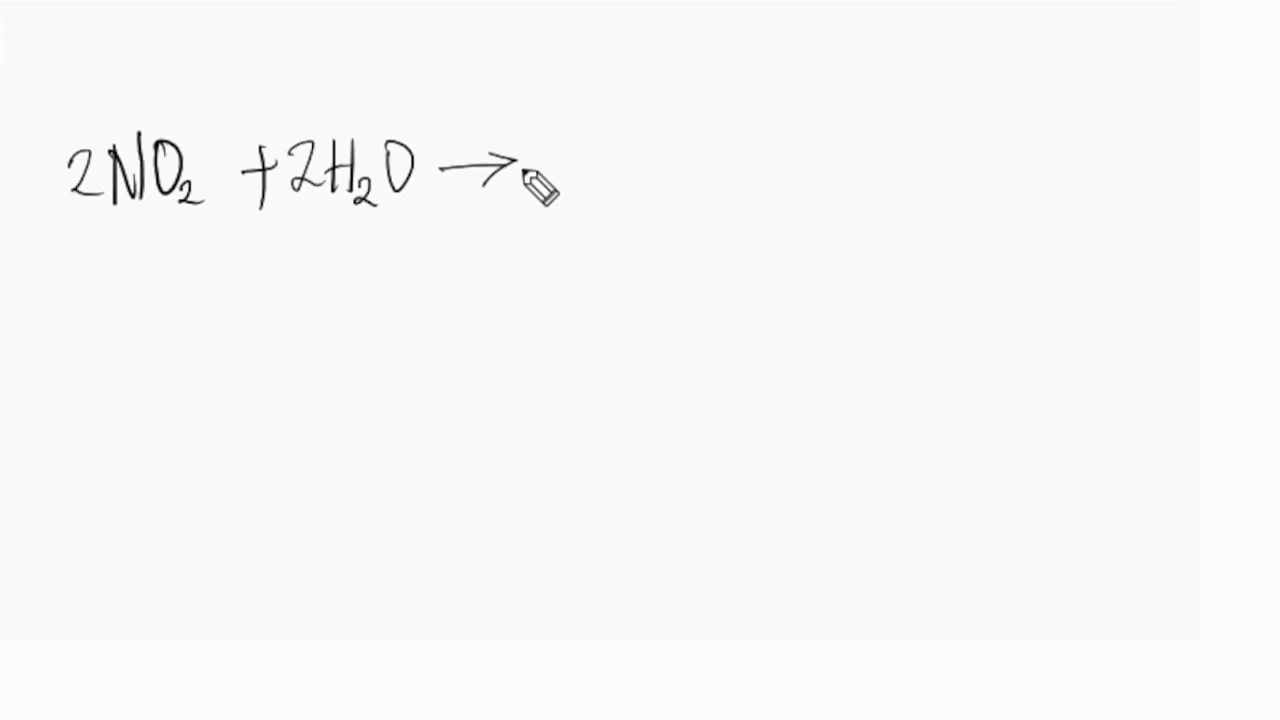 2NO₂ + 2H₂O →